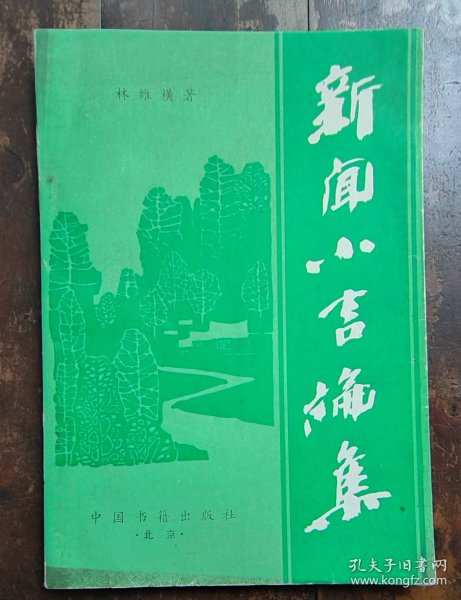 林维横著
新闻小言论集
中国书籍出版社
·北京·
孔夫子旧书网
kongfz.com